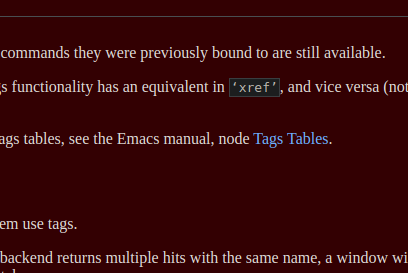 commands they were previously bound to are still available.
s functionality has an equivalent in ‘xref’, and vice versa (not
ags tables, see the Emacs manual, node Tags Tables.
em use tags.
backend returns multiple hits with the same name, a window wi